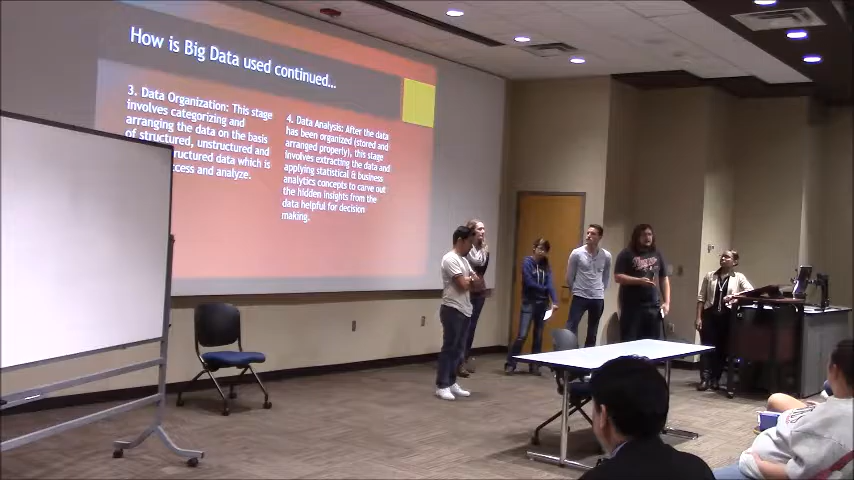 How is Big Data used continued...
3. Data Organization: This stage
involves categorizing and
arranging the data on the basis
of structured, unstructured and
ructured data which is
ccess and analyze.
4. Data Analysis: After the data
has been organized (stored and
arranged properly), this stage
involves extracting the data and
applying statistical & business
analytics concepts to carve out
the hidden insights from the
data helpful for decision
making.